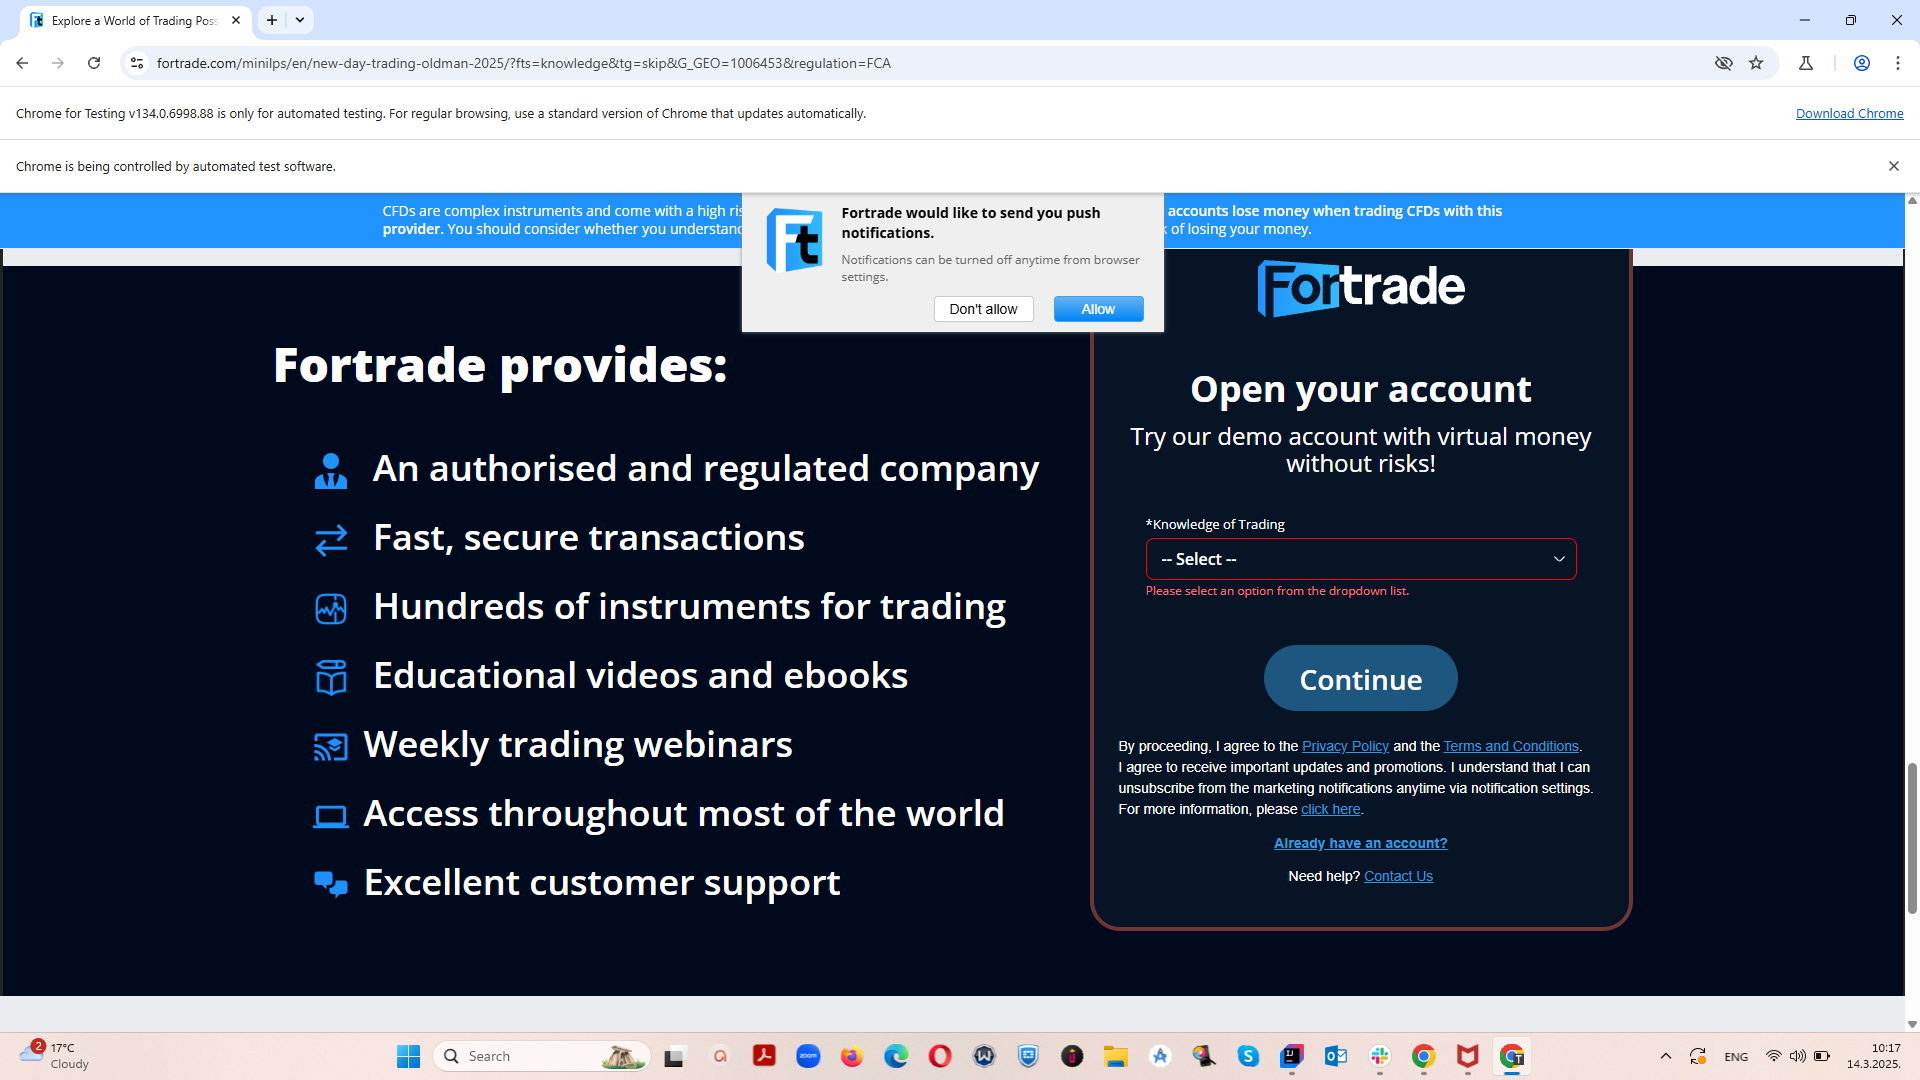 Explore a World of Trading Poss
fortrade.com/minilps/en/new-day-trading-oldman-2025/?fts=knowledge&tg=skip&G_GEO=1006453&regulation=FCA
Chrome for Testing v134.0.6998.88 is only for automated testing. For regular browsing, use a standard version of Chrome that updates automatically.
Download Chrome
Chrome is being controlled by automated test software.
CFDs are complex instruments and come with a high ris
accounts lose money when trading CFDs with this
provider. You should consider whether you understand
of losing your money.
Ft
Fortrade would like to send you push
notifications.
Notifications can be turned off anytime from browser
settings.
Don't allow
Allow
Fortrade provides:
An authorised and regulated company
Fast, secure transactions
Hundreds of instruments for trading
Educational videos and ebooks
Weekly trading webinars
Access throughout most of the world
Excellent customer support
Fortrade
Open your account
Try our demo account with virtual money
without risks!
*Knowledge of Trading
-- Select --
Please select an option from the dropdown list.
Continue
By proceeding, I agree to the Privacy Policy and the Terms and Conditions.
I agree to receive important updates and promotions. I understand that I can
unsubscribe from the marketing notifications anytime via notification settings.
For more information, please click here.
Already have an account?
Need help? Contact Us
2
17°C
Cloudy
Search
zoom
ENG
10:17
14.3.2025.